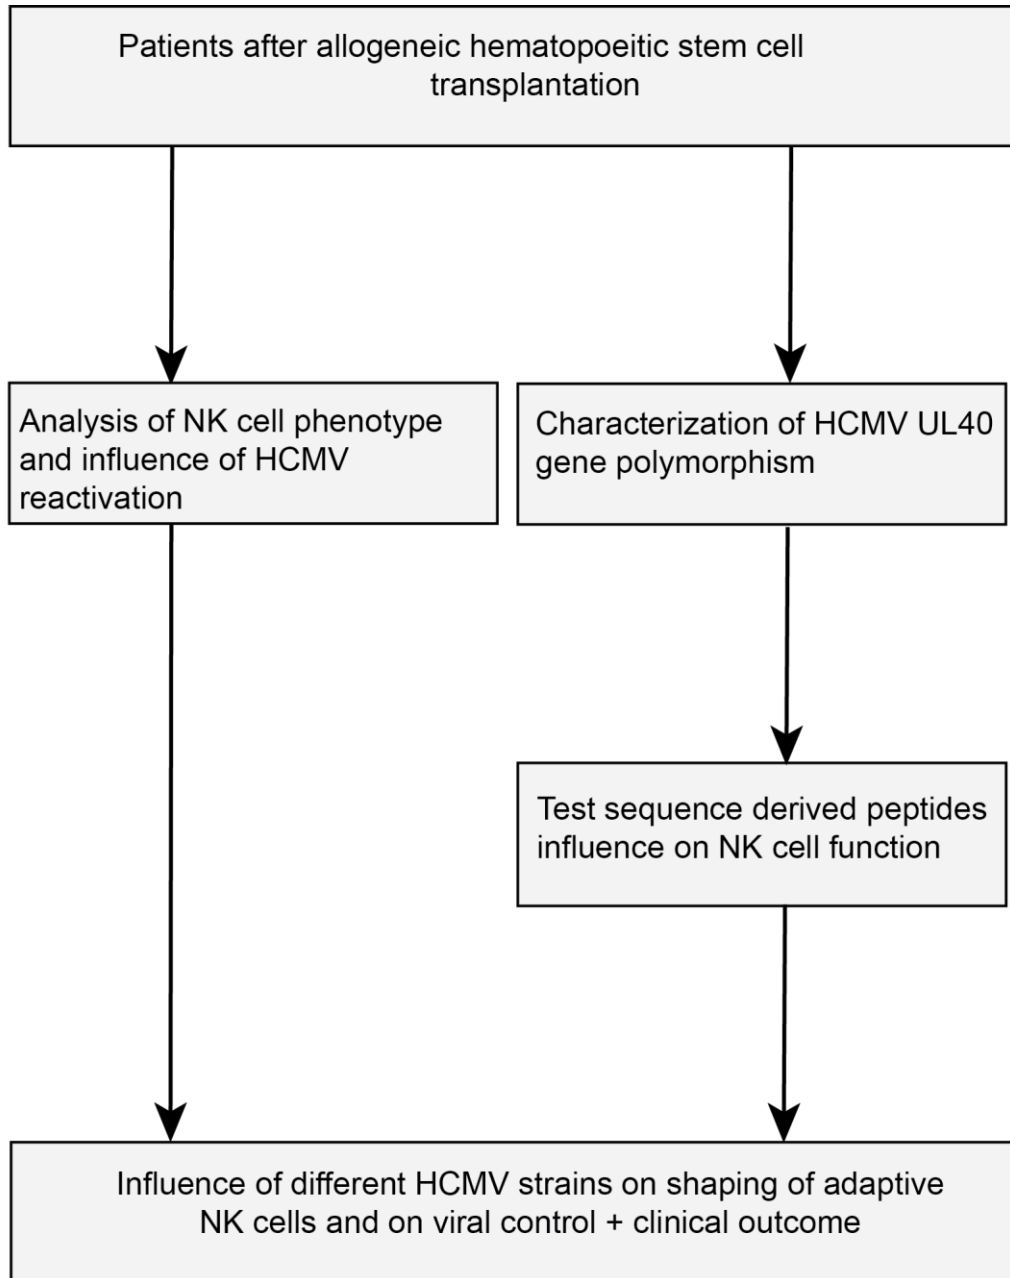 Patients after allogeneic hematopoeitic stem cell
transplantation
Analysis of NK cell phenotype
and influence of HCMV
reactivation
Characterization of HCMV UL40
gene polymorphism
Test sequence derived peptides
influence on NK cell function
Influence of different HCMV strains on shaping of adaptive
NK cells and on viral control + clinical outcome